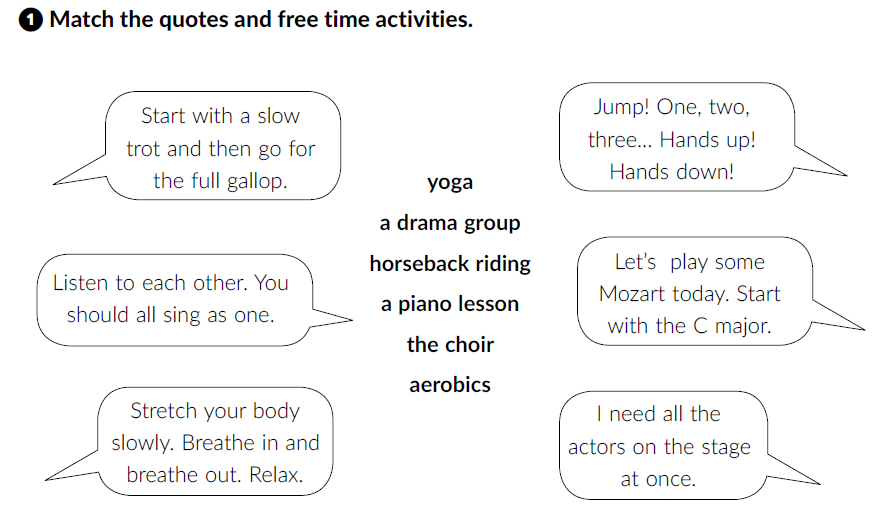 1 Match the quotes and free time activities.
Start with a slow
trot and then go for
the full gallop.
Listen to each other. You
should all sing as one.
Stretch your body
slowly. Breathe in and
breathe out. Relax.
yoga
a drama group
horseback riding
a piano lesson
the choir
aerobics
Jump! One, two,
three... Hands up!
Hands down!
Let's play some
Mozart today. Start
with the C major.
I need all the
actors on the stage
at once.